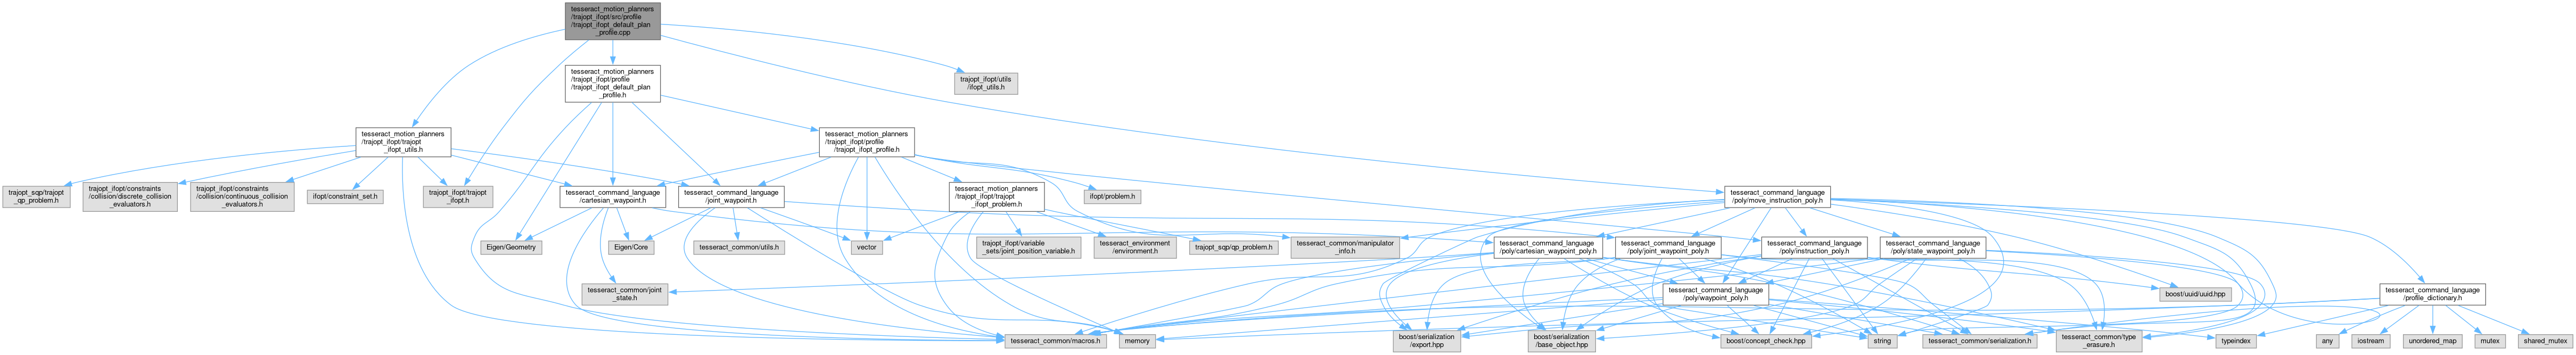 tesseract_motion_planners
/trajopt_ifopt/src/profile
/trajopt_ifopt_default_plan
_profile.cpp
tesseract_motion_planners
/trajopt_ifopt/profile
/trajopt_ifopt_default_plan
_profile.h
trajopt_ifopt/utils
/ifopt_utils.h
tesseract_motion_planners
/trajopt_ifopt/trajopt
_ifopt_utils.h
tesseract_motion_planners
/trajopt_ifopt/profile
/trajopt_ifopt_profile.h
trajopt_sqp/trajopt
_qp_problem.h
trajopt_ifopt/constraints
/collision/discrete_collision
_evaluators.h
trajopt_ifopt/constraints
/collision/continuous_collision
_evaluators.h
ifopt/constraint_set.h
trajopt_ifopt/trajopt
_ifopt.h
tesseract_command_language
/cartesian_waypoint.h
tesseract_command_language
/joint_waypoint.h
tesseract_motion_planners
/trajopt_ifopt/trajopt
_ifopt_problem.h
ifopt/problem.h
tesseract_command_language
/poly/move_instruction_poly.h
Eigen/Geometry
Eigen/Core
tesseract_common/utils.h
vector
trajopt_ifopt/variable
_sets/joint_position_variable.h
tesseract_environment
/environment.h
trajopt_sqp/qp_problem.h
tesseract_common/manipulator
_info.h
tesseract_command_language
/poly/cartesian_waypoint_poly.h
tesseract_command_language
/poly/joint_waypoint_poly.h
tesseract_command_language
/poly/instruction_poly.h
tesseract_command_language
/poly/state_waypoint_poly.h
tesseract_common/joint
_state.h
tesseract_command_language
/poly/waypoint_poly.h
boost/uuid/uuid.hpp
tesseract_command_language
/profile_dictionary.h
tesseract_common/macros.h
memory
boost/serialization
/export.hpp
boost/serialization
/base_object.hpp
boost/concept_check.hpp
string
tesseract_common/serialization.h
tesseract_common/type
_erasure.h
typeindex
any
iostream
unordered_map
mutex
shared_mutex